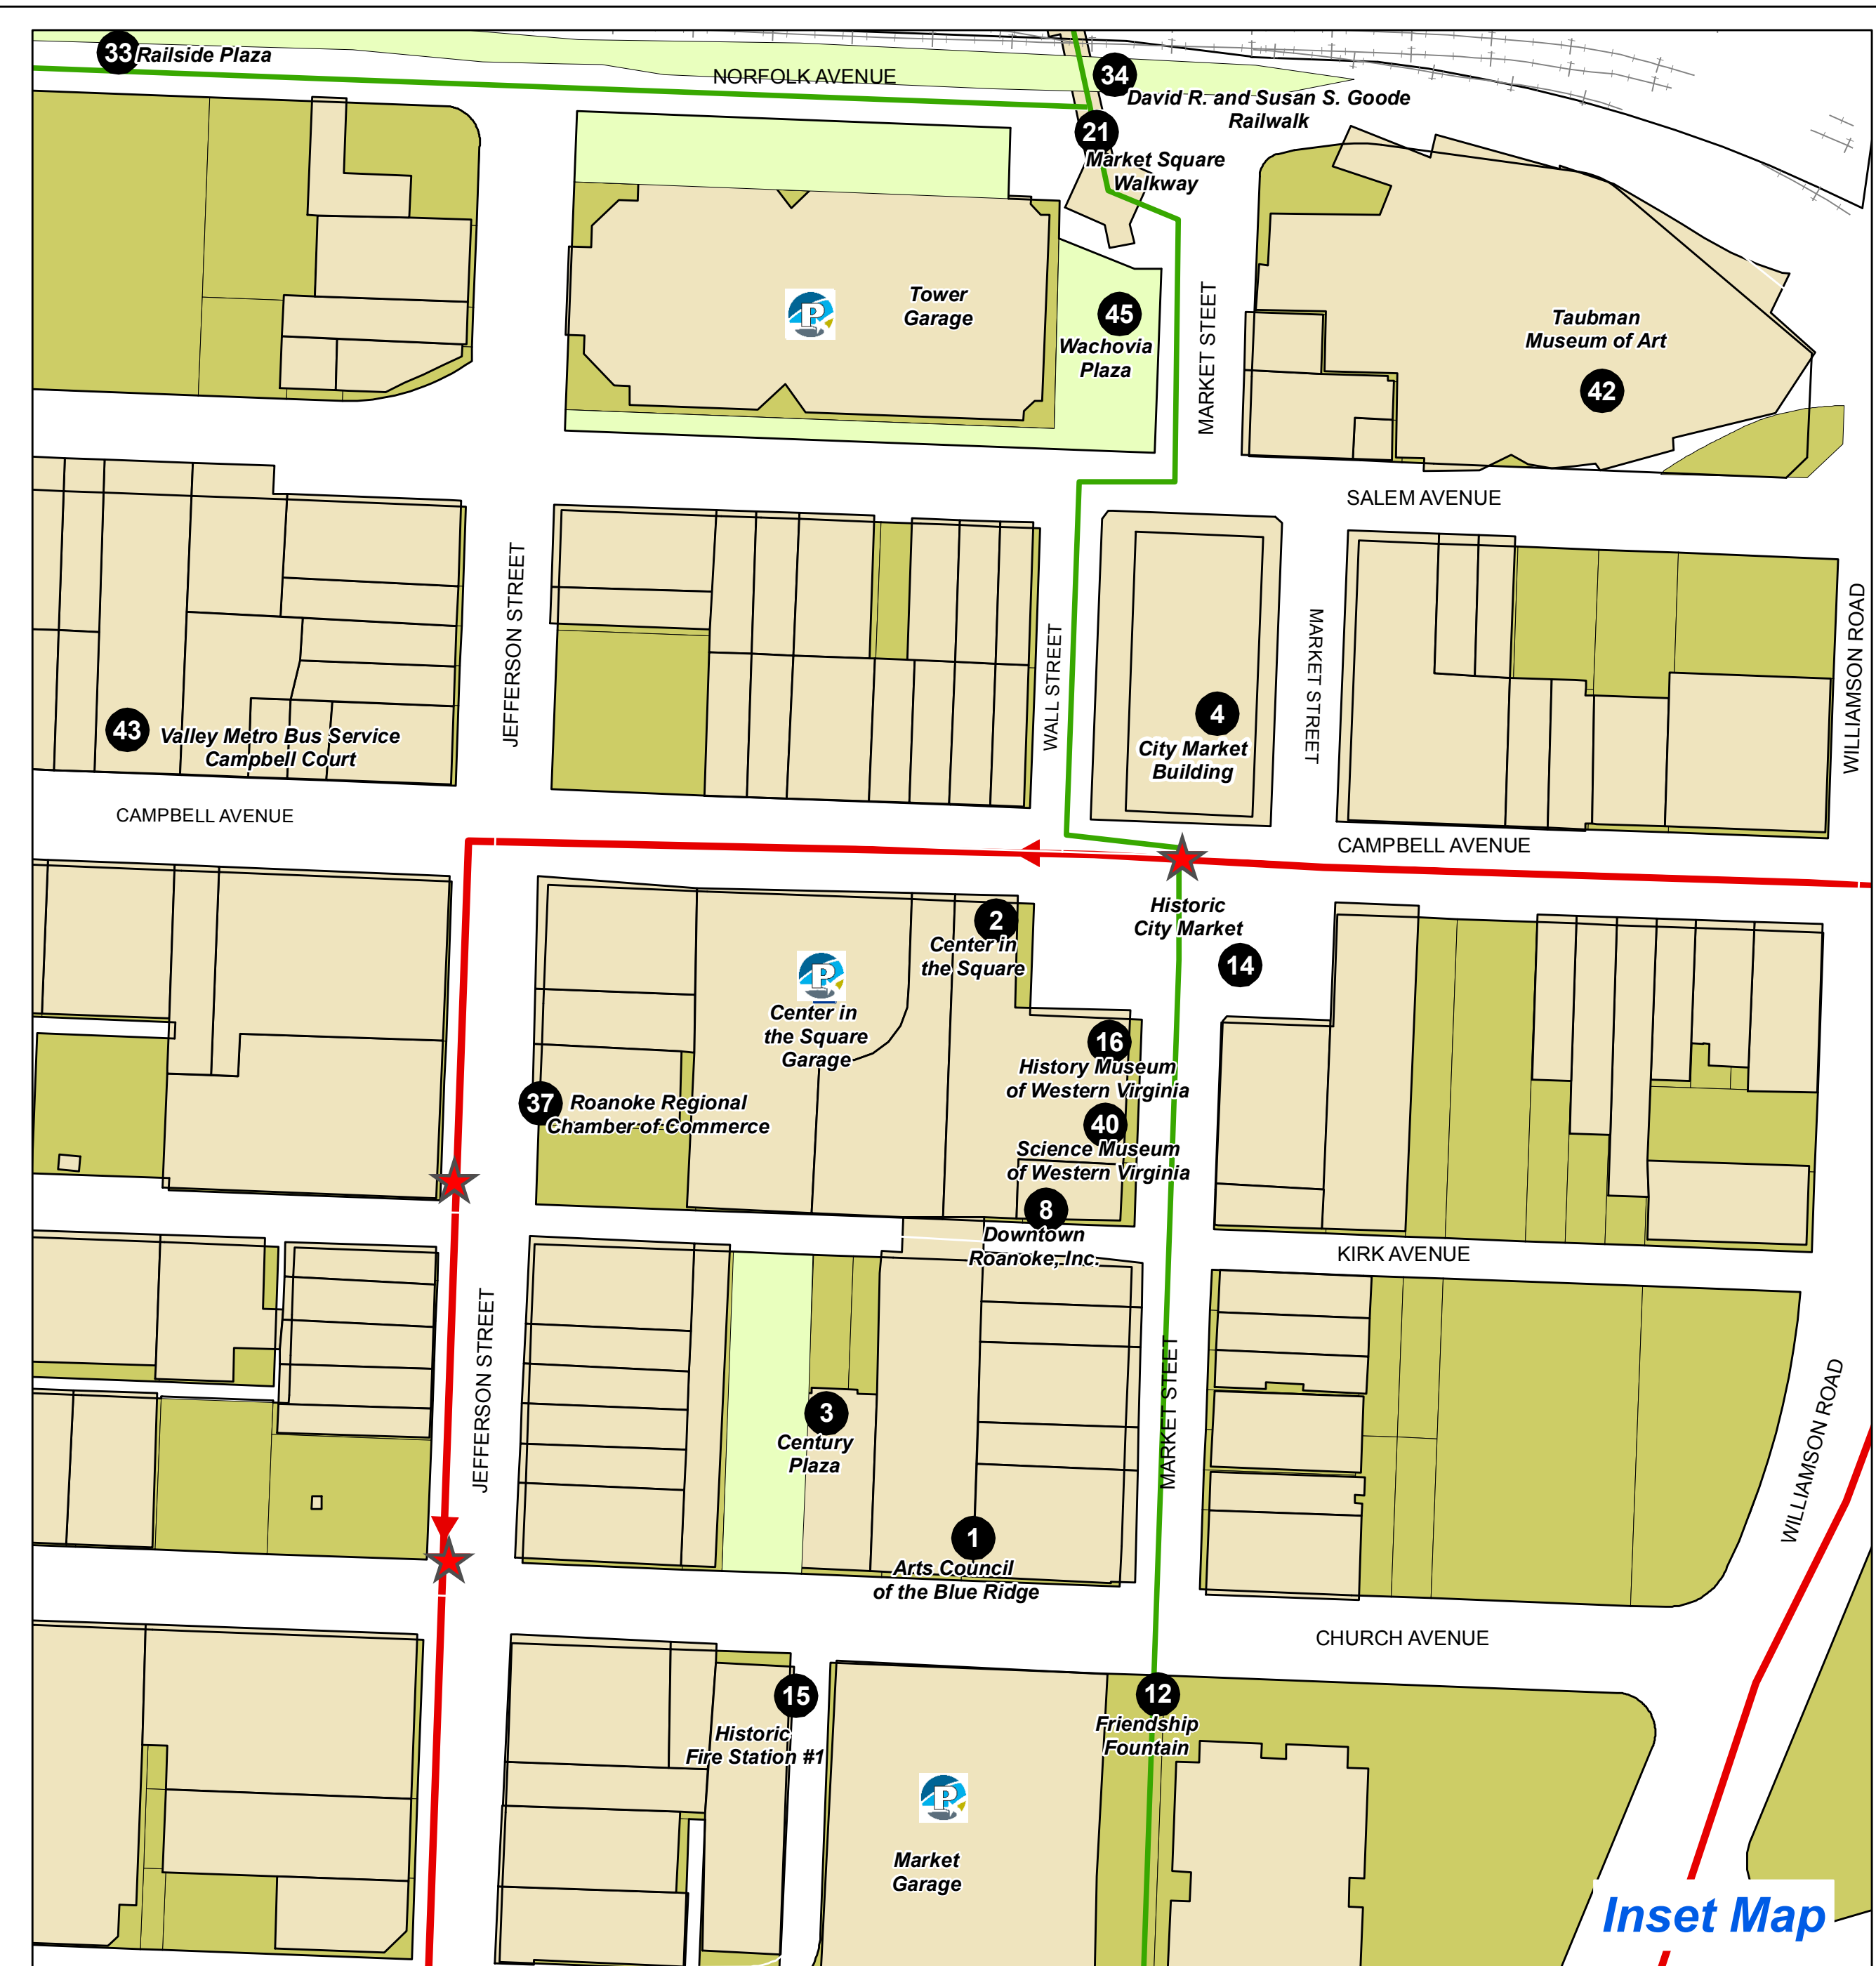 33 Railside Plaza
NORFOLK AVENUE
34
David R. and Susan S. Goode
Railwalk
21
Market Square
Walkway
P
Tower
Garage
45
Wachovia
Plaza
MARKET STEET
Taubman
Museum of Art
42
SALEM AVENUE
JEFFERSON STREET
WALL STREET
4
City Market
Building
MARKET STREET
WILLIAMSON ROAD
43
Valley Metro Bus Service
Campbell Court
CAMPBELL AVENUE
CAMPBELL AVENUE
Historic
City Market
14
2
Center in
the Square
P
Center in
the Square
Garage
16
History Museum
of Western Virginia
37
Roanoke Regional
Chamber of Commerce
40
Science Museum
of Western Virginia
8
Downtown
Roanoke, Inc.
KIRK AVENUE
JEFFERSON STREET
MARKET STEET
WILLIAMSON ROAD
3
Century
Plaza
1
Arts Council
of the Blue Ridge
CHURCH AVENUE
15
Historic
Fire Station #1
12
Friendship
Fountain
P
Market
Garage
Inset Map